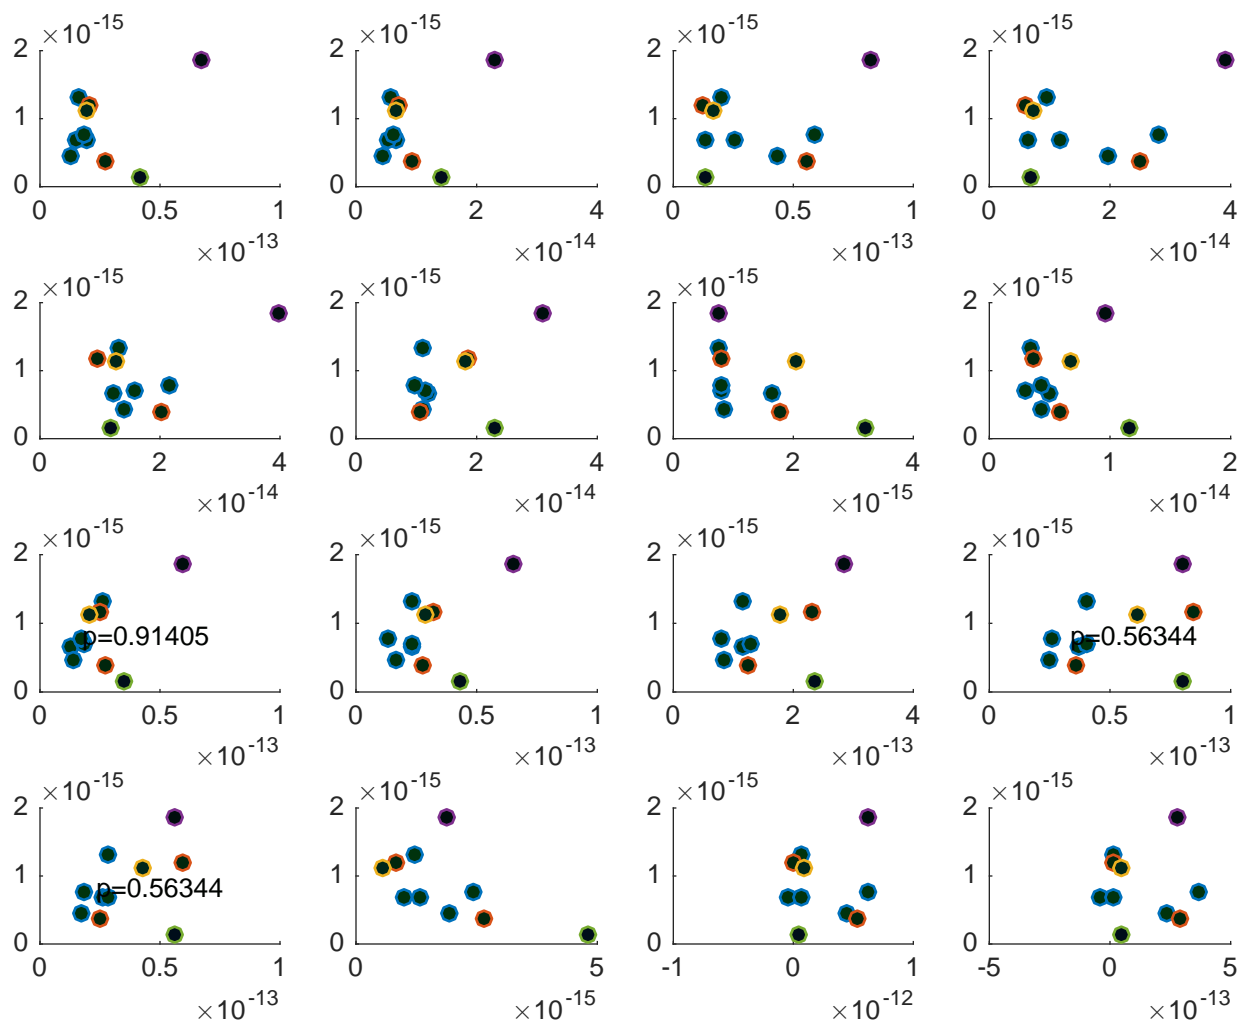 ×10-15 ×10-15 ×10-15 ×10-15
2 2 2 2
1 1 1 1
0 0 0 0
0 0.5 1 0 2 4 0 0.5 1 0 2 4
×10-13 ×10-14 ×10-13 ×10-14
×10-15 ×10-15 ×10-15 ×10-15
2 2 2 2
1 1 1 1
0 0 0 0
0 2 4 0 2 4 0 2 4 0 1 2
×10-14 ×10-14 ×10-15 ×10-14
×10-15 ×10-15 ×10-15 ×10-15
2 2 2 2
1 1 1 1
p=0.91405 p=0.56344
0 0 0 0
0 0.5 1 0 0.5 1 0 2 4 0 0.5 1
×10-13 ×10-13 ×10-13 ×10-13
×10-15 ×10-15 ×10-15 ×10-15
2 2 2 2
1 1 1 1
p=0.56344
0 0 0 0
0 0.5 1 0 5 -1 0 1 -5 0 5
×10-13 ×10-15 ×10-12 ×10-13